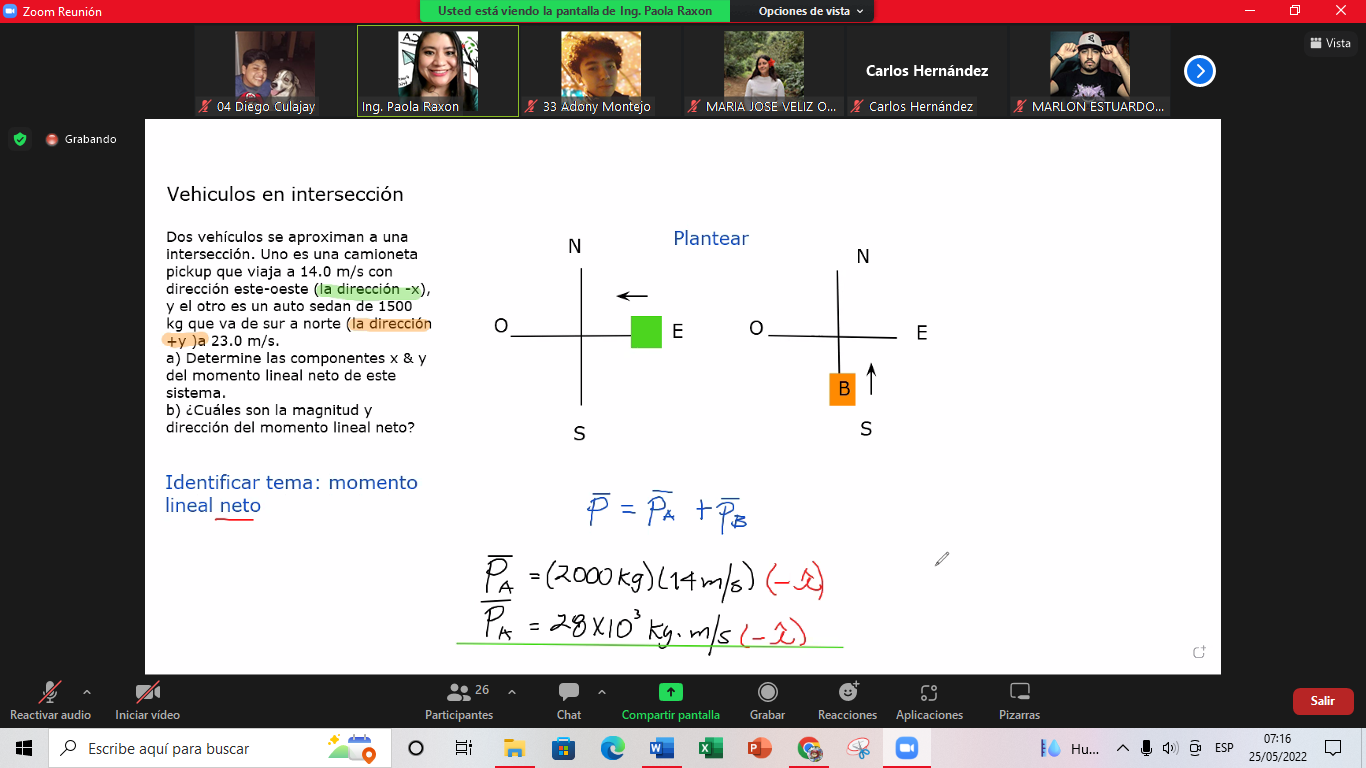 Zoom Reunión
Usted está viendo la pantalla de Ing. Paola Raxon
Opciones de vista
Carlos Hernández
Vista
04 Diego Culajay
Ing. Paola Raxon
33 Adony Montejo
MARIA JOSE VELIZ O...
Carlos Hernández
MARLON ESTUARDO...
Grabando
Vehiculos en intersección
Dos vehículos se aproximan a una
intersección. Uno es una camioneta
pickup que viaja a 14.0 m/s con
dirección este-oeste (la dirección -x),
y el otro es un auto sedan de 1500
kg que va de sur a norte (la dirección
+y )a 23.0 m/s.
a) Determine las componentes x & y
del momento lineal neto de este
sistema.
b) ¿Cuáles son la magnitud y
dirección del momento lineal neto?
Identificar tema: momento
lineal neto
Plantear
N
O
E
S
N
O
E
B
S
P̅ = P̅_A + P̅_B
P̅_A = (2000 kg)(14 m/s) (-î)
P̅_A = 28X10³ kg·m/s (-î)
Reactivar audio
Iniciar vídeo
Participantes
26
Chat
Compartir pantalla
Grabar
Reacciones
Aplicaciones
Pizarras
Salir
Escribe aquí para buscar
Hu...
ESP
07:16
25/05/2022